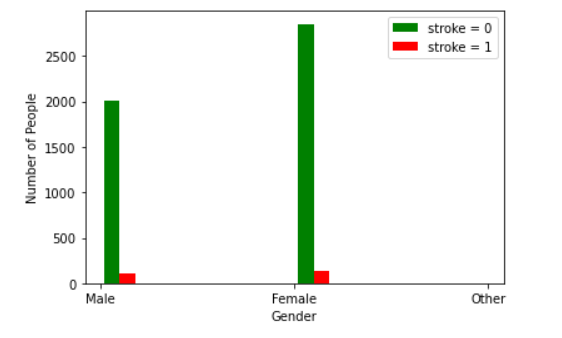 stroke = 0
stroke = 1
2500
2000
1500
1000
500
0
Number of People
Male Female Other
Gender